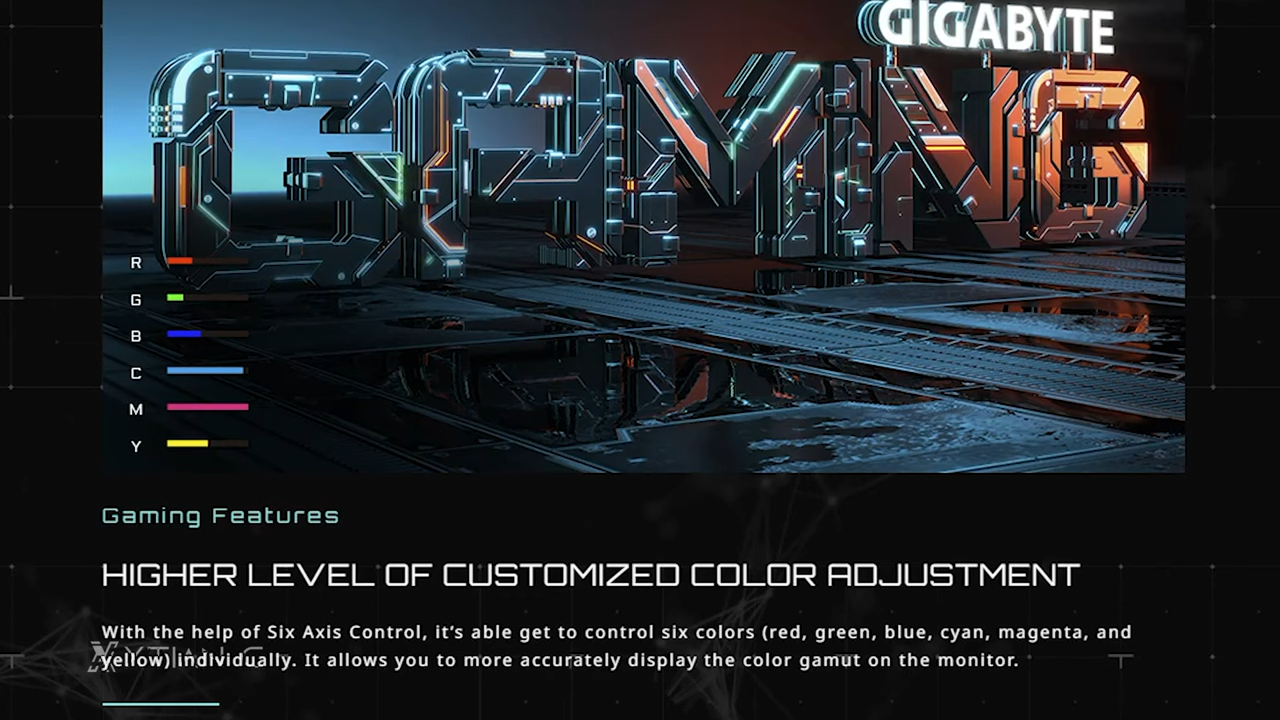 GIGABYTE
GAMING
R
G
B
C
M
Y
Gaming Features
HIGHER LEVEL OF CUSTOMIZED COLOR ADJUSTMENT
With the help of Six Axis Control, it's able get to control six colors (red, green, blue, cyan, magenta, and
yellow) individually. It allows you to more accurately display the color gamut on the monitor.